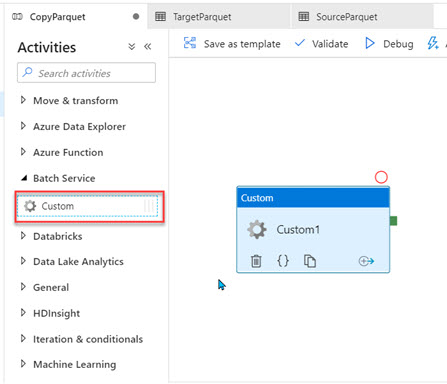 CopyParquet
TargetParquet
SourceParquet
Activities
Search activities
Save as template
Validate
Debug
Move & transform
Azure Data Explorer
Azure Function
Batch Service
Custom
Databricks
Data Lake Analytics
General
HDInsight
Iteration & conditionals
Machine Learning
Custom
Custom1